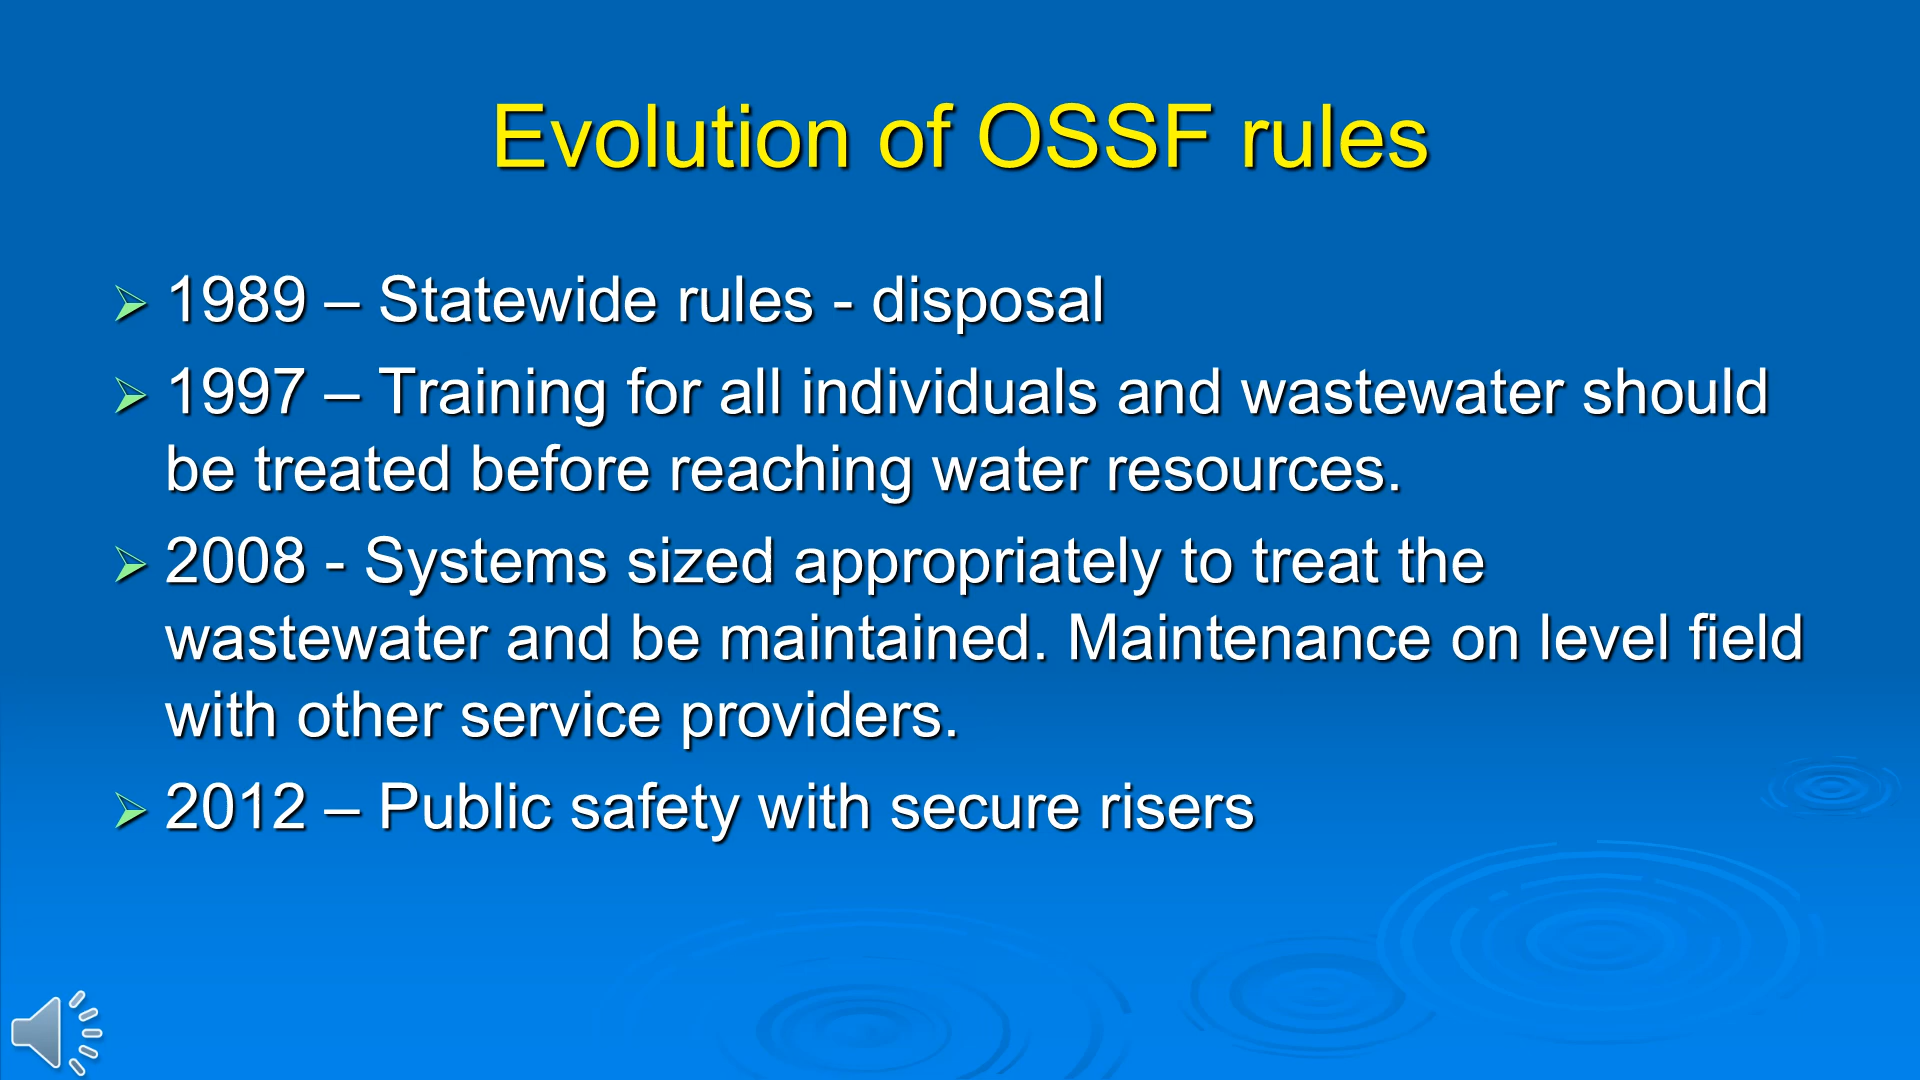 Evolution of OSSF rules
1989 – Statewide rules - disposal
1997 – Training for all individuals and wastewater should
be treated before reaching water resources.
2008 - Systems sized appropriately to treat the
wastewater and be maintained. Maintenance on level field
with other service providers.
2012 – Public safety with secure risers